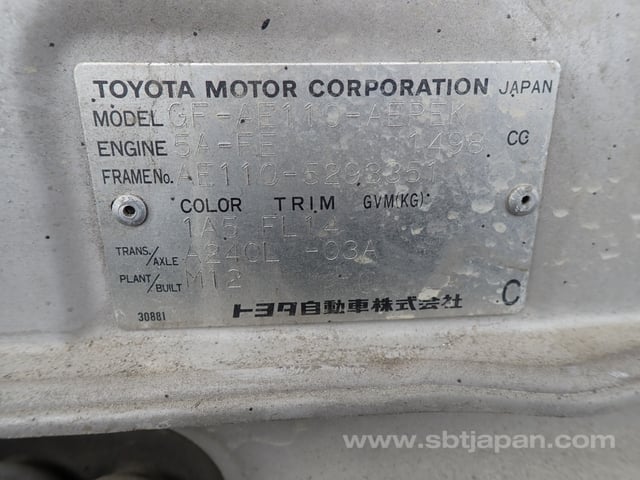 TOYOTA MOTOR CORPORATION JAPAN
MODEL GF-AE110-AEPEK
ENGINE 5A-FE 1498 CC
FRAME No. AE110-5298351
COLOR TRIM GVM(KG)
1A5 FL14
TRANS./AXLE A240L -03A
PLANT/BUILT M12
トヨタ自動車株式会社 C
30881
www.sbtjapan.com